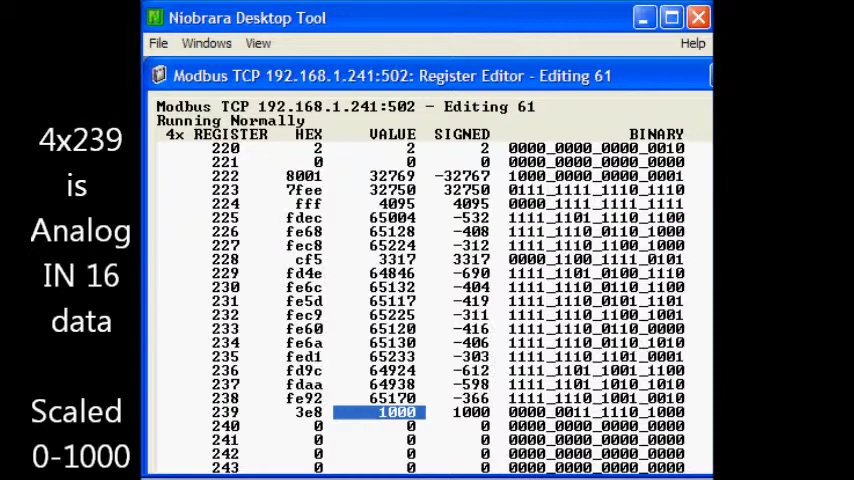 Niobrara Desktop Tool
File Windows View Help
Modbus TCP 192.168.1.241:502: Register Editor - Editing 61
Modbus TCP 192.168.1.241:502 - Editing 61
Running Normally
4x REGISTER HEX VALUE SIGNED BINARY
220 2 2 2 0000_0000_0000_0010
221 0 0 0 0000_0000_0000_0000
222 8001 32769 -32767 1000_0000_0000_0001
223 7fee 32750 32750 0111_1111_1110_1110
224 fff 4095 4095 0000_1111_1111_1111
225 fdec 65004 -532 1111_1101_1110_1100
226 fe68 65128 -408 1111_1110_0110_1000
227 fec8 65224 -312 1111_1110_1100_1000
228 cf5 3317 3317 0000_1100_1111_0101
229 fd4e 64846 -690 1111_1101_0100_1110
230 fe6c 65132 -404 1111_1110_0110_1100
231 fe5d 65117 -419 1111_1110_0101_1101
232 fec9 65225 -311 1111_1110_1100_1001
233 fe60 65120 -416 1111_1110_0110_0000
234 fe6a 65130 -406 1111_1110_0110_1010
235 fed1 65233 -303 1111_1110_1101_0001
236 fd9c 64924 -612 1111_1101_1001_1100
237 fdaa 64938 -598 1111_1101_1010_1010
238 fe92 65170 -366 1111_1110_1001_0010
239 3e8 1000 1000 0000_0011_1110_1000
240 0 0 0 0000_0000_0000_0000
241 0 0 0 0000_0000_0000_0000
242 0 0 0 0000_0000_0000_0000
243 0 0 0 0000_0000_0000_0000
4x239
is
Analog
IN 16
data
Scaled
0-1000